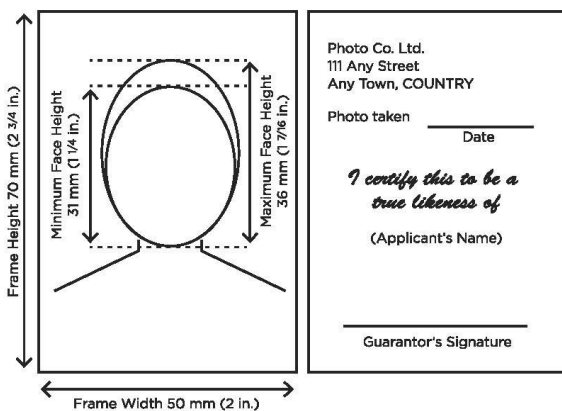 Frame Height 70 mm (2 3/4 in.)
Minimum Face Height
31 mm (1 1/4 in.)
Maximum Face Height
36 mm (1 7/16 in.)
Frame Width 50 mm (2 in.)
Photo Co. Ltd.
111 Any Street
Any Town, COUNTRY
Photo taken
Date
I certify this to be a
true likeness of
(Applicant's Name)
Guarantor's Signature